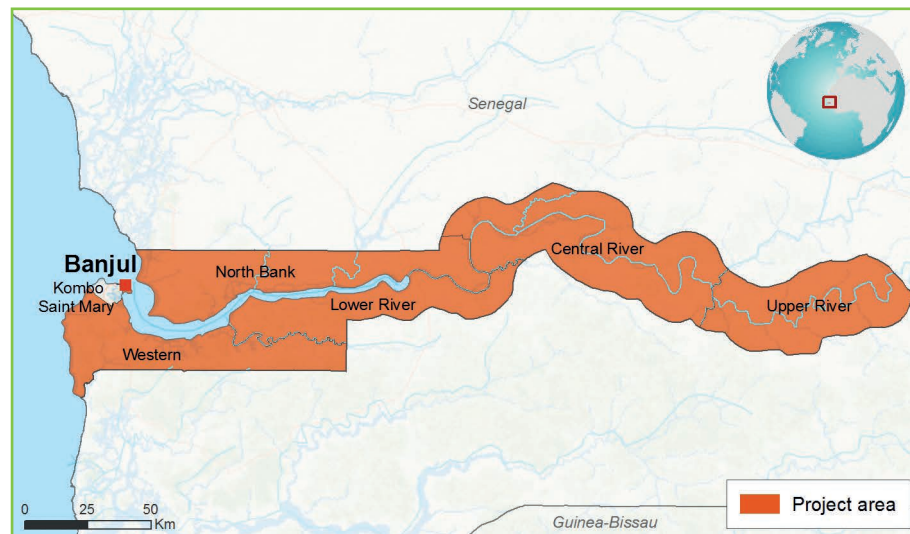 Senegal
Central River
Banjul
North Bank
Kombo
Saint Mary
Lower River
Upper River
Western
0 25 50
Km
Project area
Guinea-Bissau